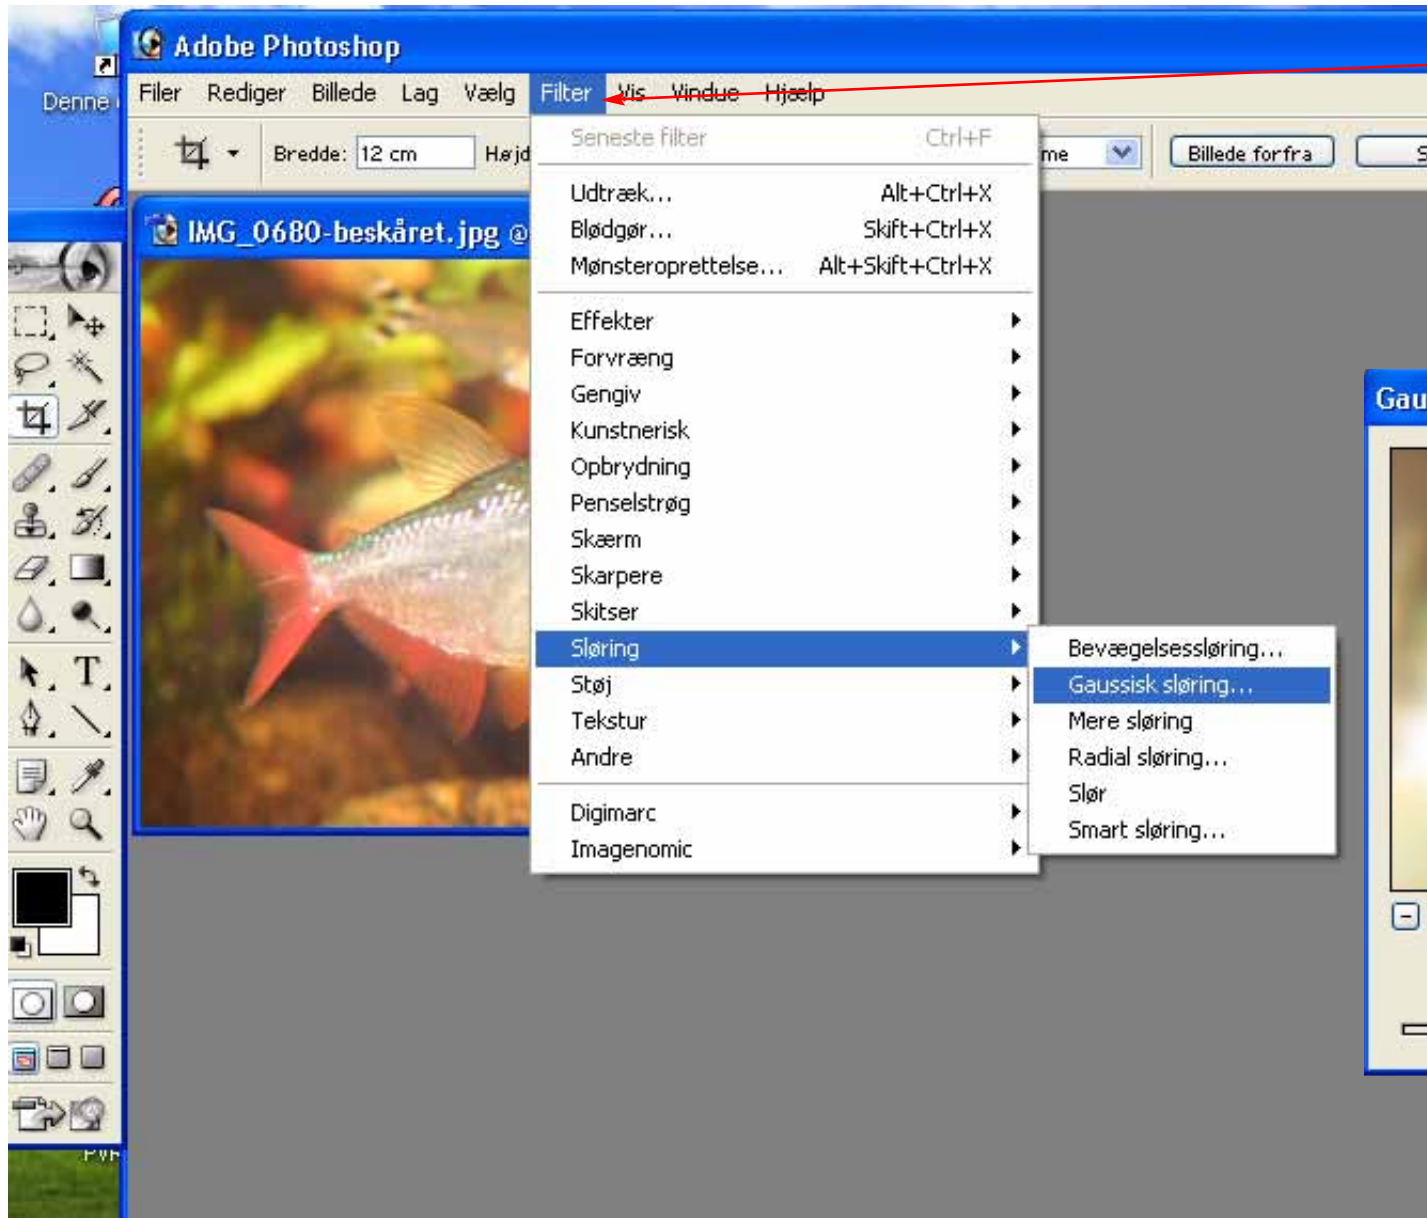 Adobe Photoshop
Denne
Filer Rediger Billede Lag Vælg Filter Vis Vindue Hjælp
Bredde: 12 cm Højd
me Billede forfra S
IMG_0680-beskåret.jpg @
Seneste filter Ctrl+F
Udtræk... Alt+Ctrl+X
Blødgør... Skift+Ctrl+X
Mønsteroprettelse... Alt+Skift+Ctrl+X
Effekter
Forvræng
Gengiv
Kunstnerisk
Opbrydning
Penselstrøg
Skærm
Skarpere
Skitser
Sløring
Støj
Tekstur
Andre
Digimarc
Imagenomic
Bevægelsessløring...
Gaussisk sløring...
Mere sløring
Radial sløring...
Slør
Smart sløring...
Gau
T